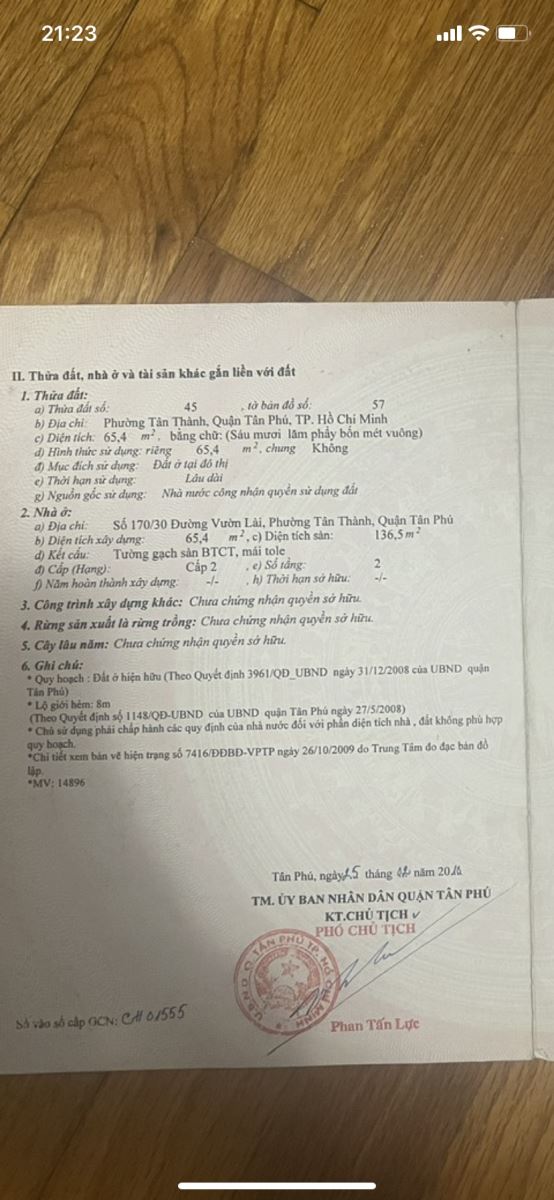 21:23
II. Thửa đất, nhà ở và tài sản khác gắn liền với đất
1. Thửa đất:
a) Thửa đất số: 45 , tờ bản đồ số: 57
b) Địa chỉ: Phường Tân Thành, Quận Tân Phú, TP. Hồ Chí Minh
c) Diện tích: 65,4 m², bằng chữ: (Sáu mươi lăm phẩy bốn mét vuông)
d) Hình thức sử dụng: riêng 65,4 m², chung Không
đ) Mục đích sử dụng: Đất ở tại đô thị
e) Thời hạn sử dụng: Lâu dài
g) Nguồn gốc sử dụng: Nhà nước công nhận quyền sử dụng đất
2. Nhà ở:
a) Địa chỉ: Số 170/30 Đường Vườn Lài, Phường Tân Thành, Quận Tân Phú
b) Diện tích xây dựng: 65,4 m², c) Diện tích sàn: 136,5 m²
d) Kết cấu: Tường gạch sàn BTCT, mái tole
đ) Cấp (Hạng): Cấp 2 , e) Số tầng: 2
f) Năm hoàn thành xây dựng: -/- , h) Thời hạn sở hữu: -/-
3. Công trình xây dựng khác: Chưa chứng nhận quyền sở hữu.
4. Rừng sản xuất là rừng trồng: Chưa chứng nhận quyền sở hữu.
5. Cây lâu năm: Chưa chứng nhận quyền sở hữu.
6. Ghi chú:
* Quy hoạch : Đất ở hiện hữu (Theo Quyết định 3961/QĐ_UBND ngày 31/12/2008 của UBND quận
Tân Phú)
* Lộ giới hẻm: 8m
(Theo Quyết định số 1148/QĐ-UBND của UBND quận Tân Phú ngày 27/5/2008)
* Chủ sử dụng phải chấp hành các quy định của nhà nước đối với phần diện tích nhà , đất không phù hợp
quy hoạch.
*Chi tiết xem bản vẽ hiện trạng số 7416/ĐĐBĐ-VPTP ngày 26/10/2009 do Trung Tâm đo đạc bản đồ
lập.
*MV: 14896
Tân Phú, ngày tháng năm
TM. ỦY BAN NHÂN DÂN QUẬN TÂN PHÚ
KT.CHỦ TỊCH
PHÓ CHỦ TỊCH
U.B.N.D Q. TÂN PHÚ TP. HỒ CHÍ MINH
Phan Tấn Lực
Số vào sổ cấp GCN: CH 01555